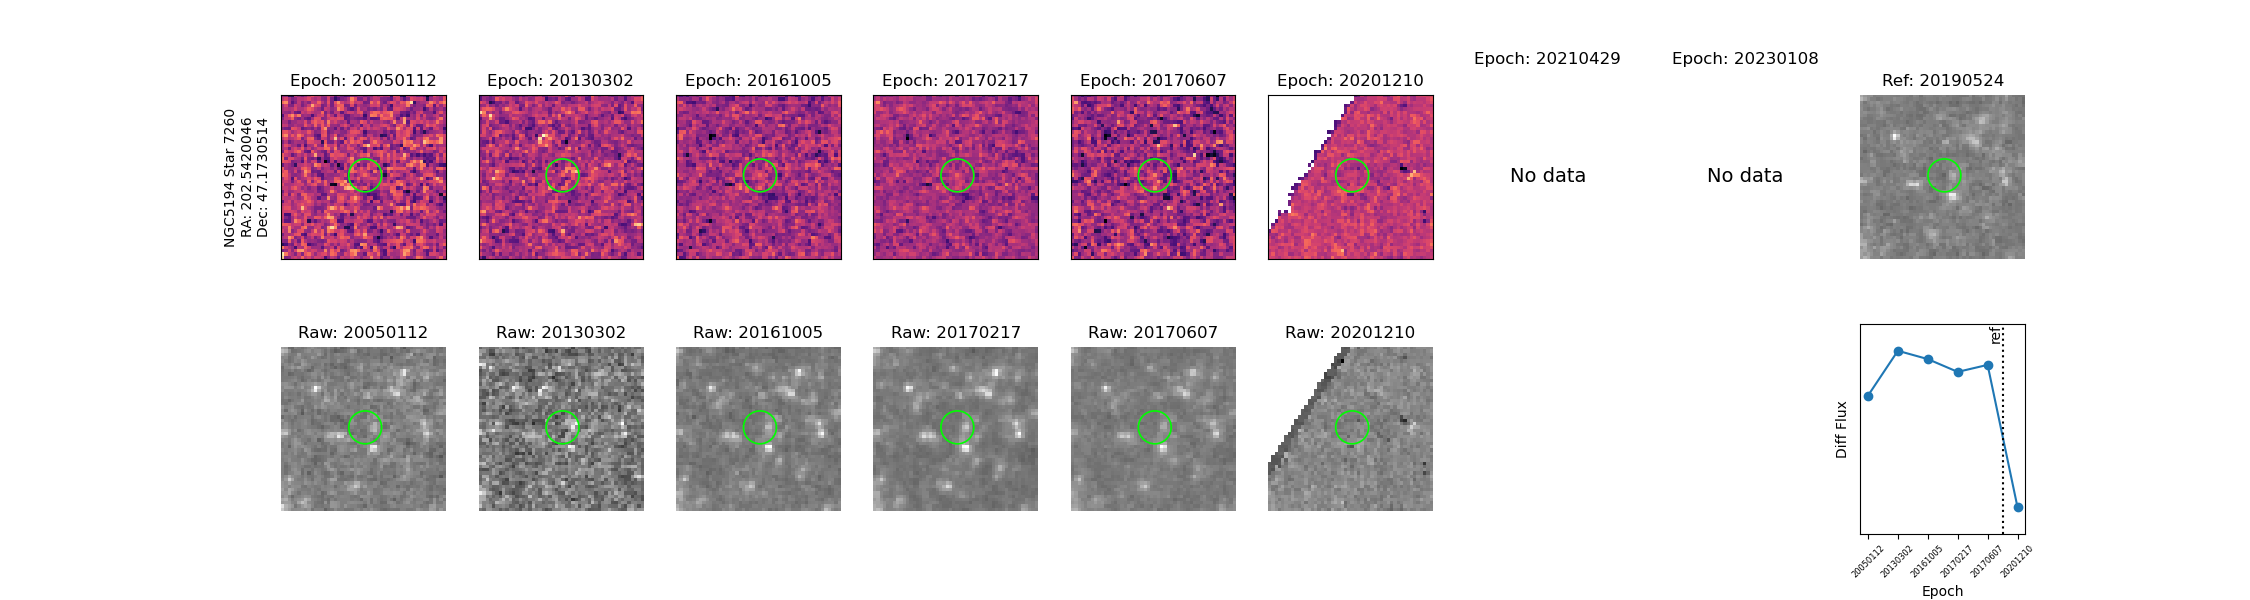 Epoch: 20210429
Epoch: 20230108
Epoch: 20050112
Epoch: 20130302
Epoch: 20161005
Epoch: 20170217
Epoch: 20170607
Epoch: 20201210
Ref: 20190524
NGC5194 Star 7260
RA: 202.5420046
Dec: 47.1730514
No data
No data
Raw: 20050112
Raw: 20130302
Raw: 20161005
Raw: 20170217
Raw: 20170607
Raw: 20201210
ref
Diff Flux
20050112
20130302
20161005
20170217
20170607
20201210
Epoch